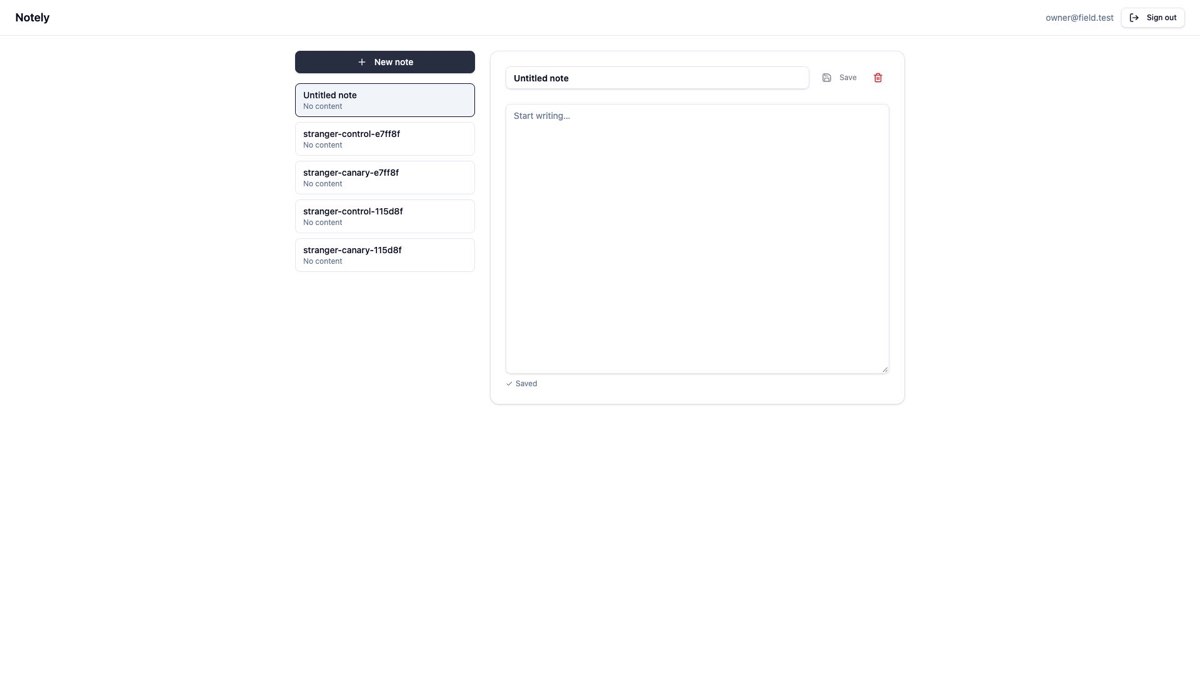 Notely
owner@field.test
Sign out
New note
Untitled note
No content
stranger-control-e7ff8f
No content
stranger-canary-e7ff8f
No content
stranger-control-115d8f
No content
stranger-canary-115d8f
No content
Untitled note
Save
Start writing...
Saved